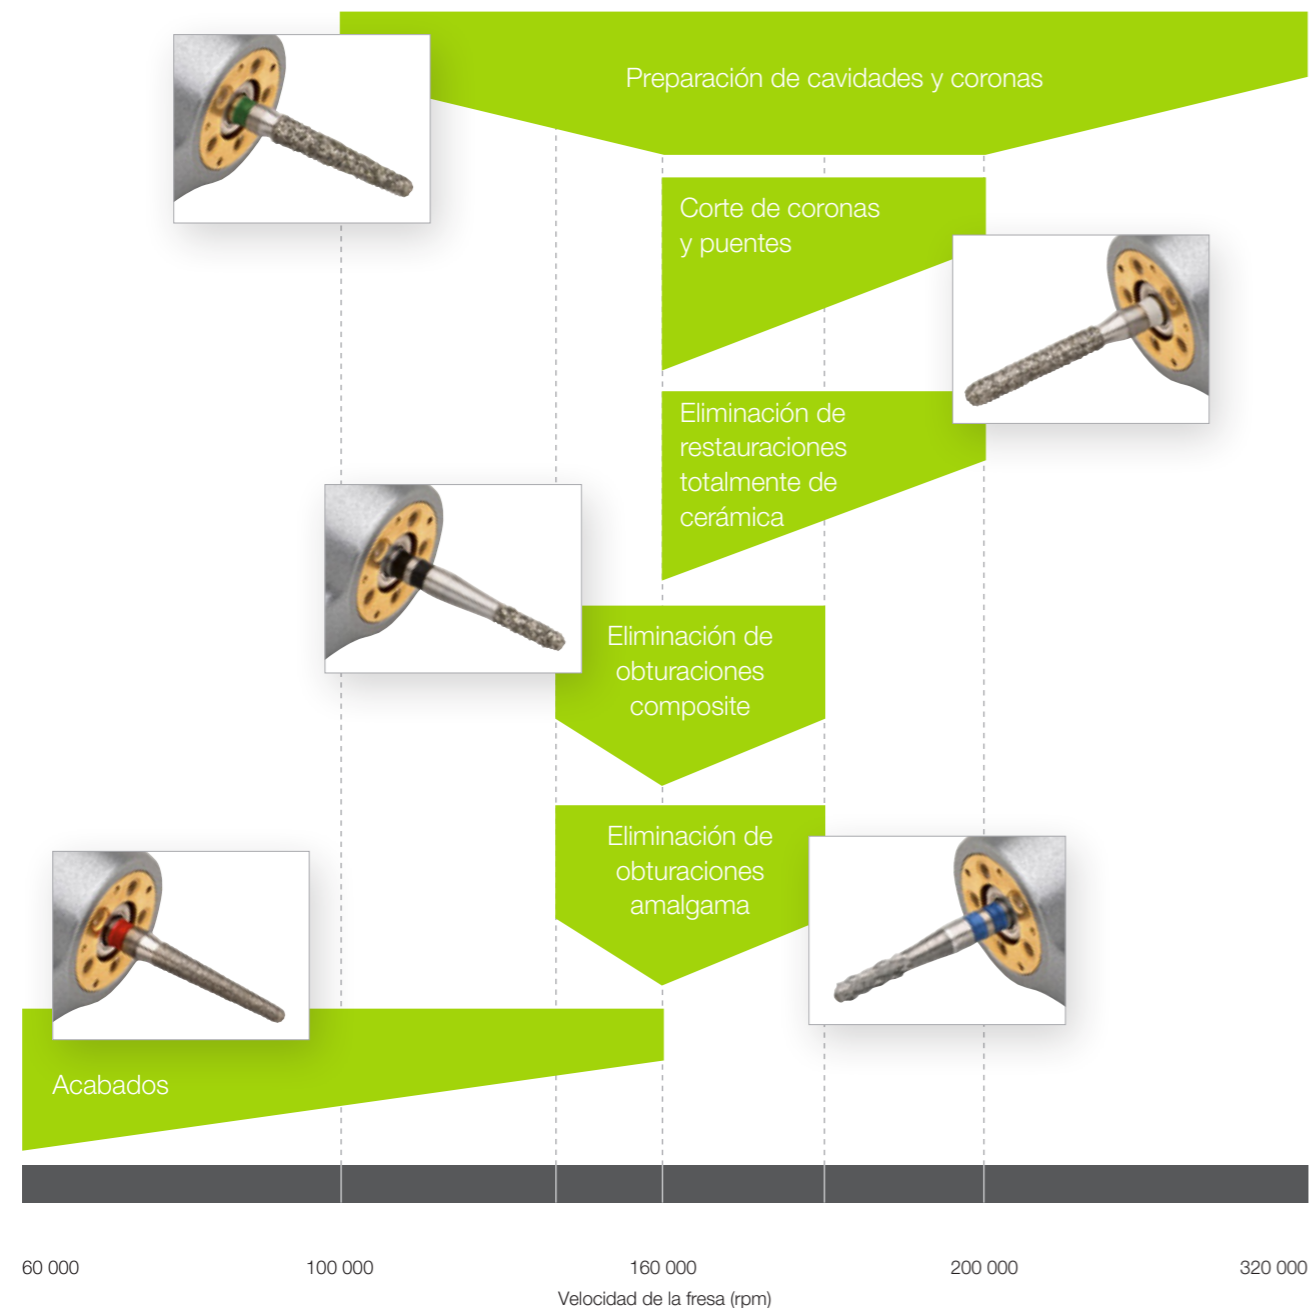 Preparación de cavidades y coronas
Corte de coronas
y puentes
Eliminación de
restauraciones
totalmente de
cerámica
Eliminación de
obturaciones
composite
Eliminación de
obturaciones
amalgama
Acabados
60 000 100 000 160 000 200 000 320 000
Velocidad de la fresa (rpm)